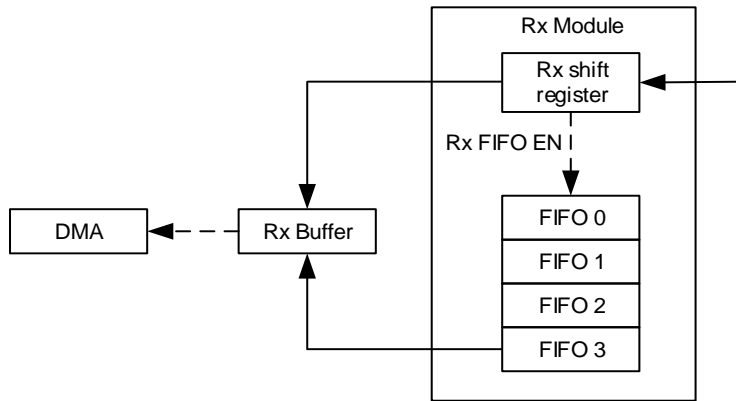 Rx Module
Rx shift
register
Rx FIFO EN
FIFO 0
DMA
Rx Buffer
FIFO 1
FIFO 2
FIFO 3